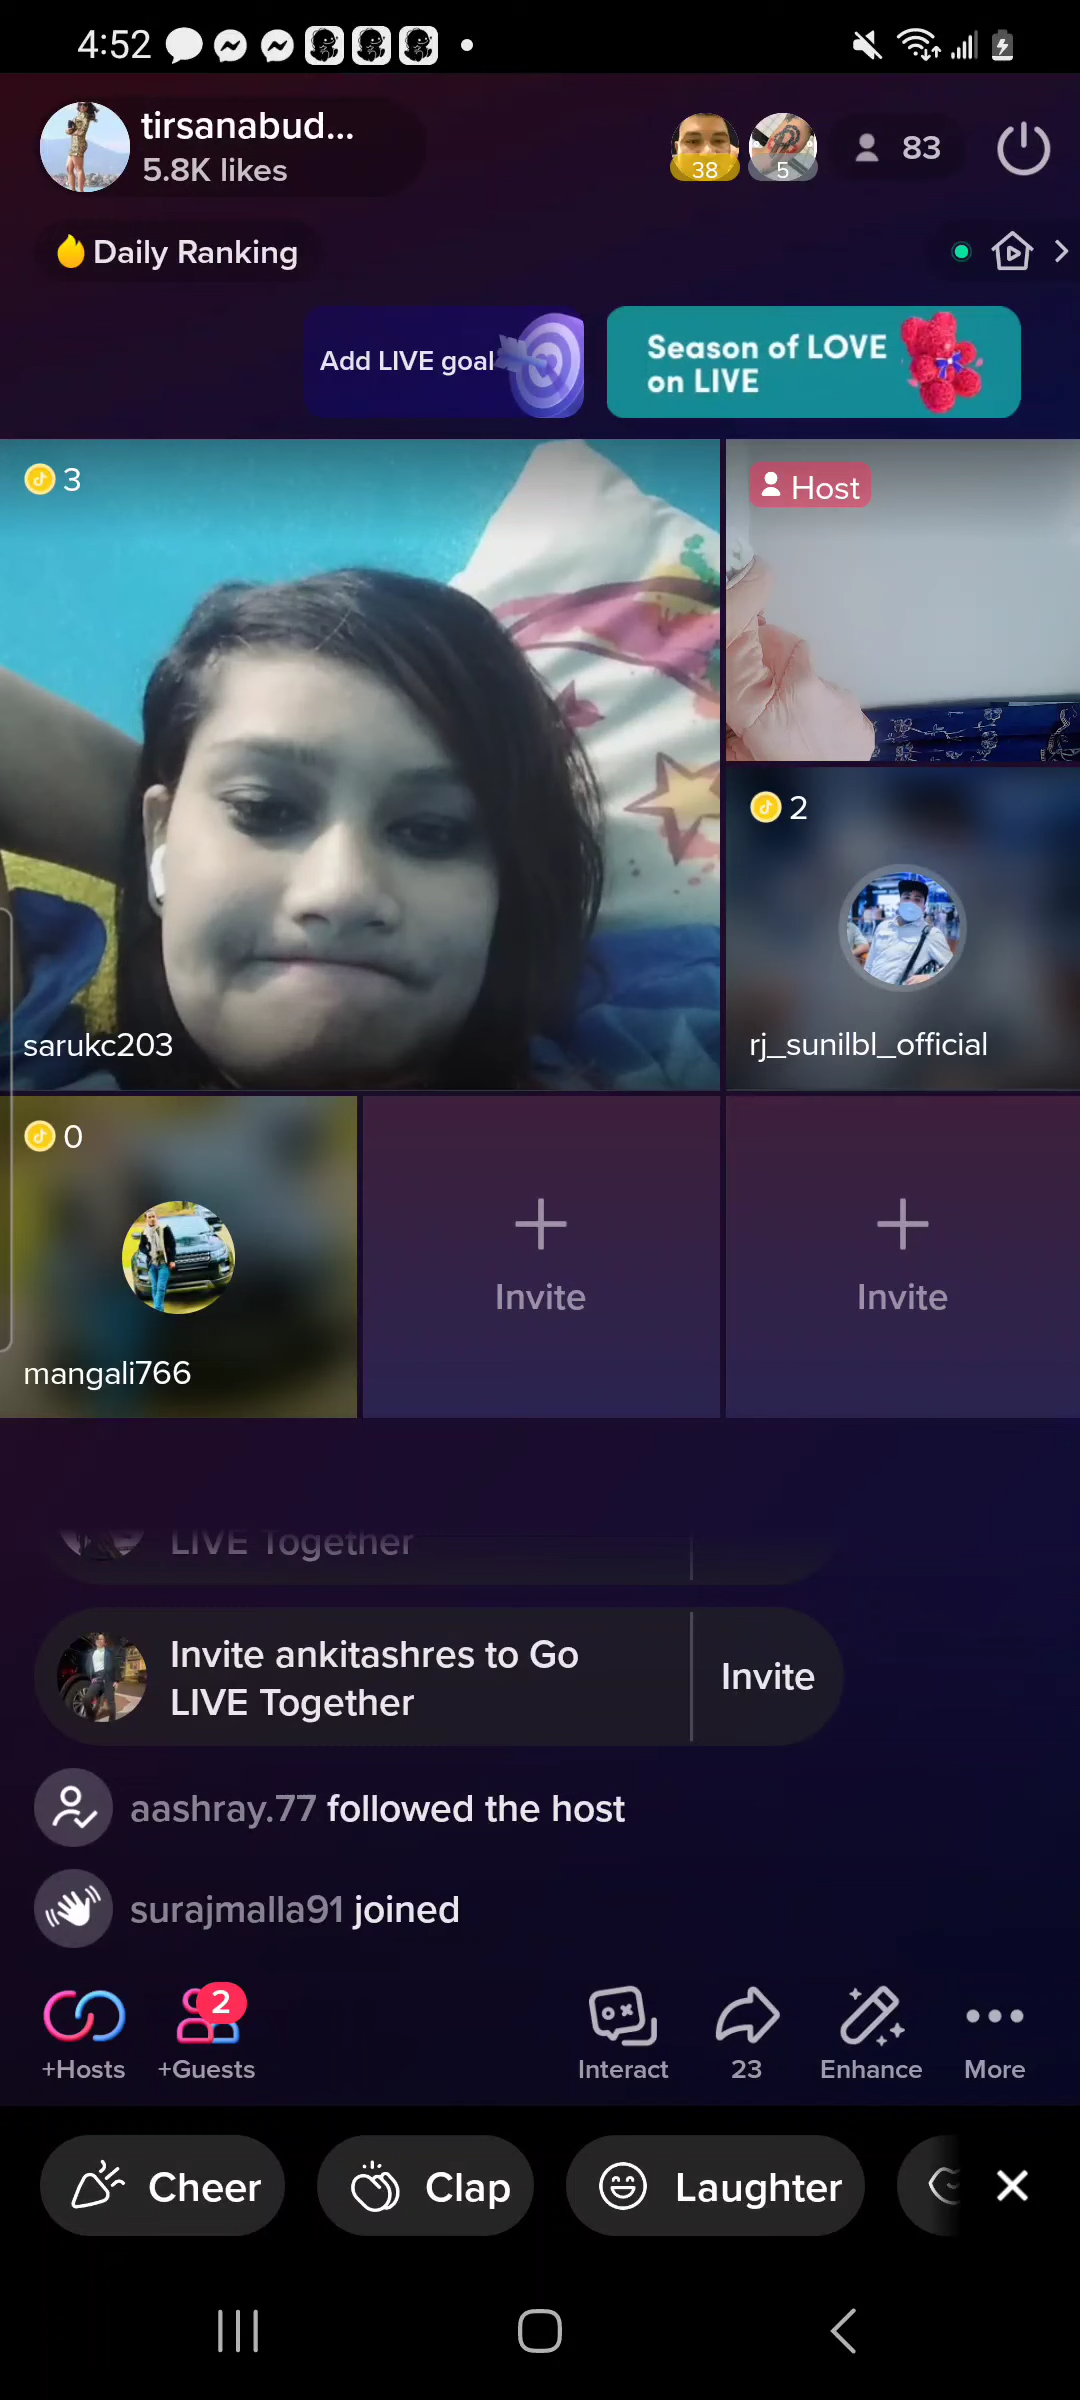 4:52
tirsanabud...
5.8K likes
38
5
83
Daily Ranking
Add LIVE goal
Season of LOVE
on LIVE
3
Host
2
sarukc203
rj_sunilbl_official
0
mangali766
Invite
Invite
LIVE Together
Invite ankitashres to Go
LIVE Together
Invite
aashray.77 followed the host
surajmalla91 joined
2
+Hosts
+Guests
Interact
23
Enhance
More
Cheer
Clap
Laughter